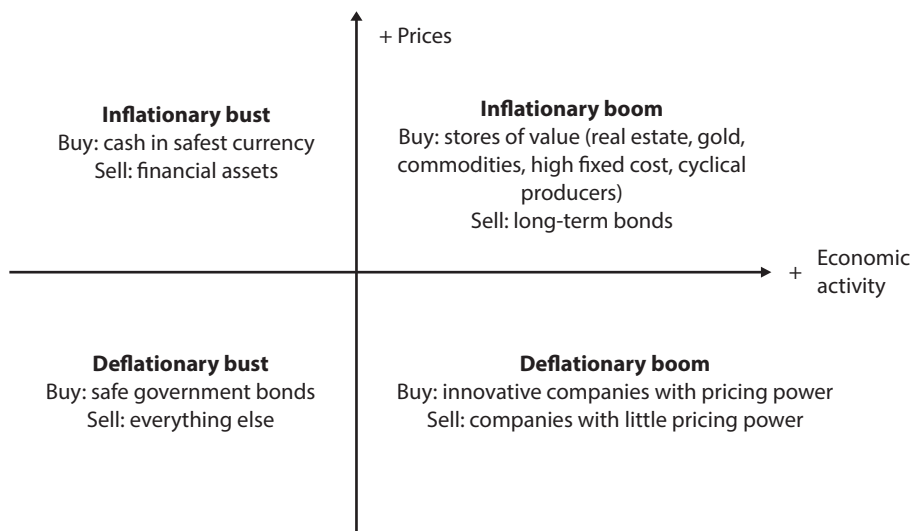 + Prices
Inflationary bust
Buy: cash in safest currency
Sell: financial assets
Inflationary boom
Buy: stores of value (real estate, gold,
commodities, high fixed cost, cyclical
producers)
Sell: long-term bonds
+ Economic
activity
Deflationary bust
Buy: safe government bonds
Sell: everything else
Deflationary boom
Buy: innovative companies with pricing power
Sell: companies with little pricing power